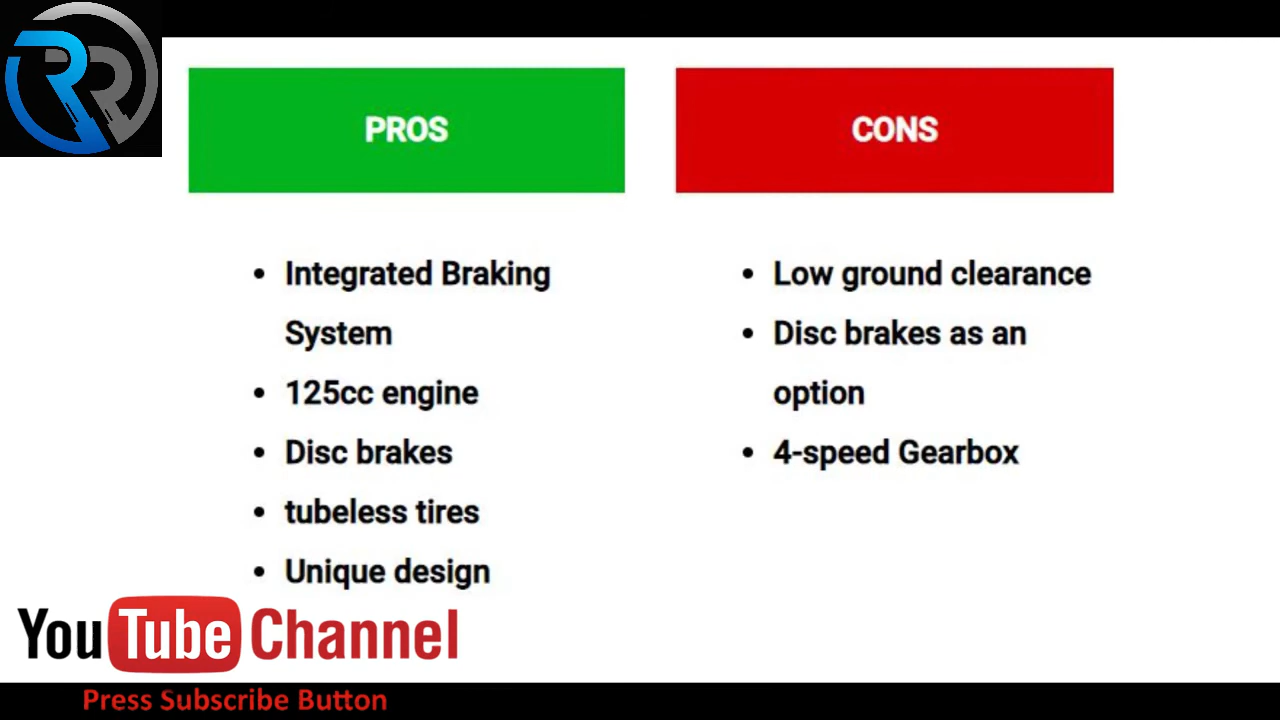 RR
PROS
CONS
• Integrated Braking
System
• 125cc engine
• Disc brakes
• tubeless tires
• Unique design
• Low ground clearance
• Disc brakes as an
option
• 4-speed Gearbox
YouTube Channel
Press Subscribe Button